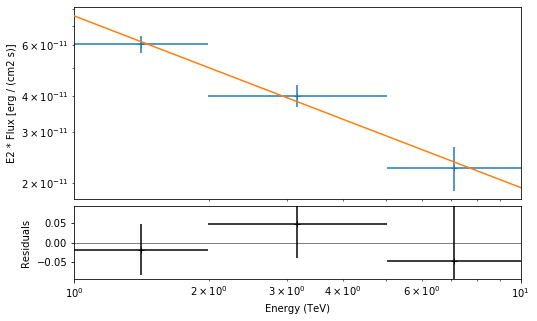 E2 * Flux [erg / (cm2 s)]
6 × 10⁻¹¹
4 × 10⁻¹¹
3 × 10⁻¹¹
2 × 10⁻¹¹
Residuals
0.05
0.00
−0.05
10⁰
2 × 10⁰
3 × 10⁰
4 × 10⁰
6 × 10⁰
10¹
Energy (TeV)